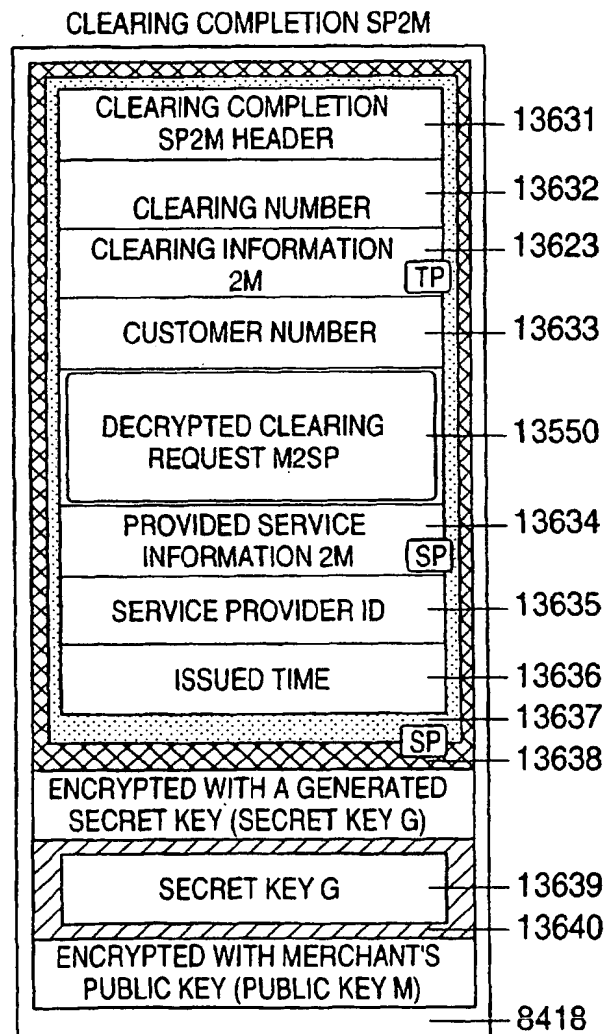 CLEARING COMPLETION SP2M
CLEARING COMPLETION
SP2M HEADER
13631
CLEARING NUMBER
13632
CLEARING INFORMATION
2M
TP
13623
CUSTOMER NUMBER
13633
DECRYPTED CLEARING
REQUEST M2SP
13550
PROVIDED SERVICE
INFORMATION 2M
SP
13634
SERVICE PROVIDER ID
13635
ISSUED TIME
13636
13637
SP
13638
ENCRYPTED WITH A GENERATED
SECRET KEY (SECRET KEY G)
SECRET KEY G
13639
13640
ENCRYPTED WITH MERCHANT'S
PUBLIC KEY (PUBLIC KEY M)
8418